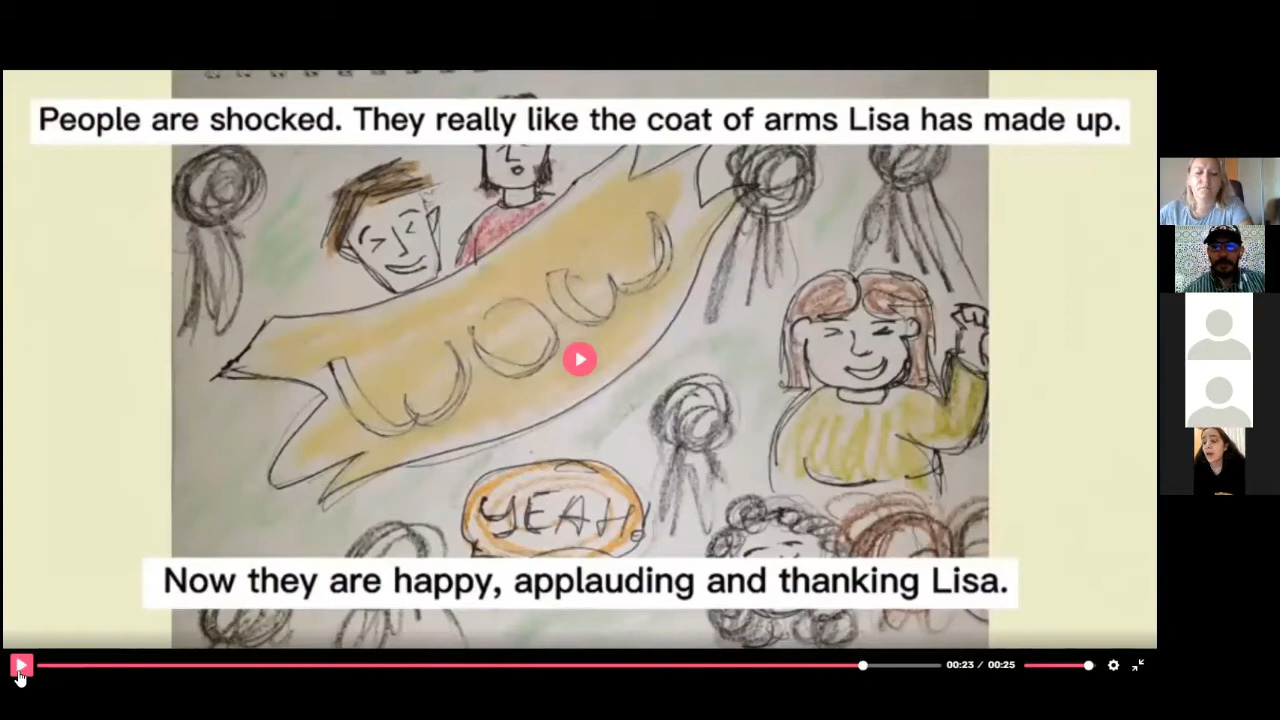 People are shocked. They really like the coat of arms Lisa has made up.
WOW
YEAH!
Now they are happy, applauding and thanking Lisa.
00:23 / 00:25